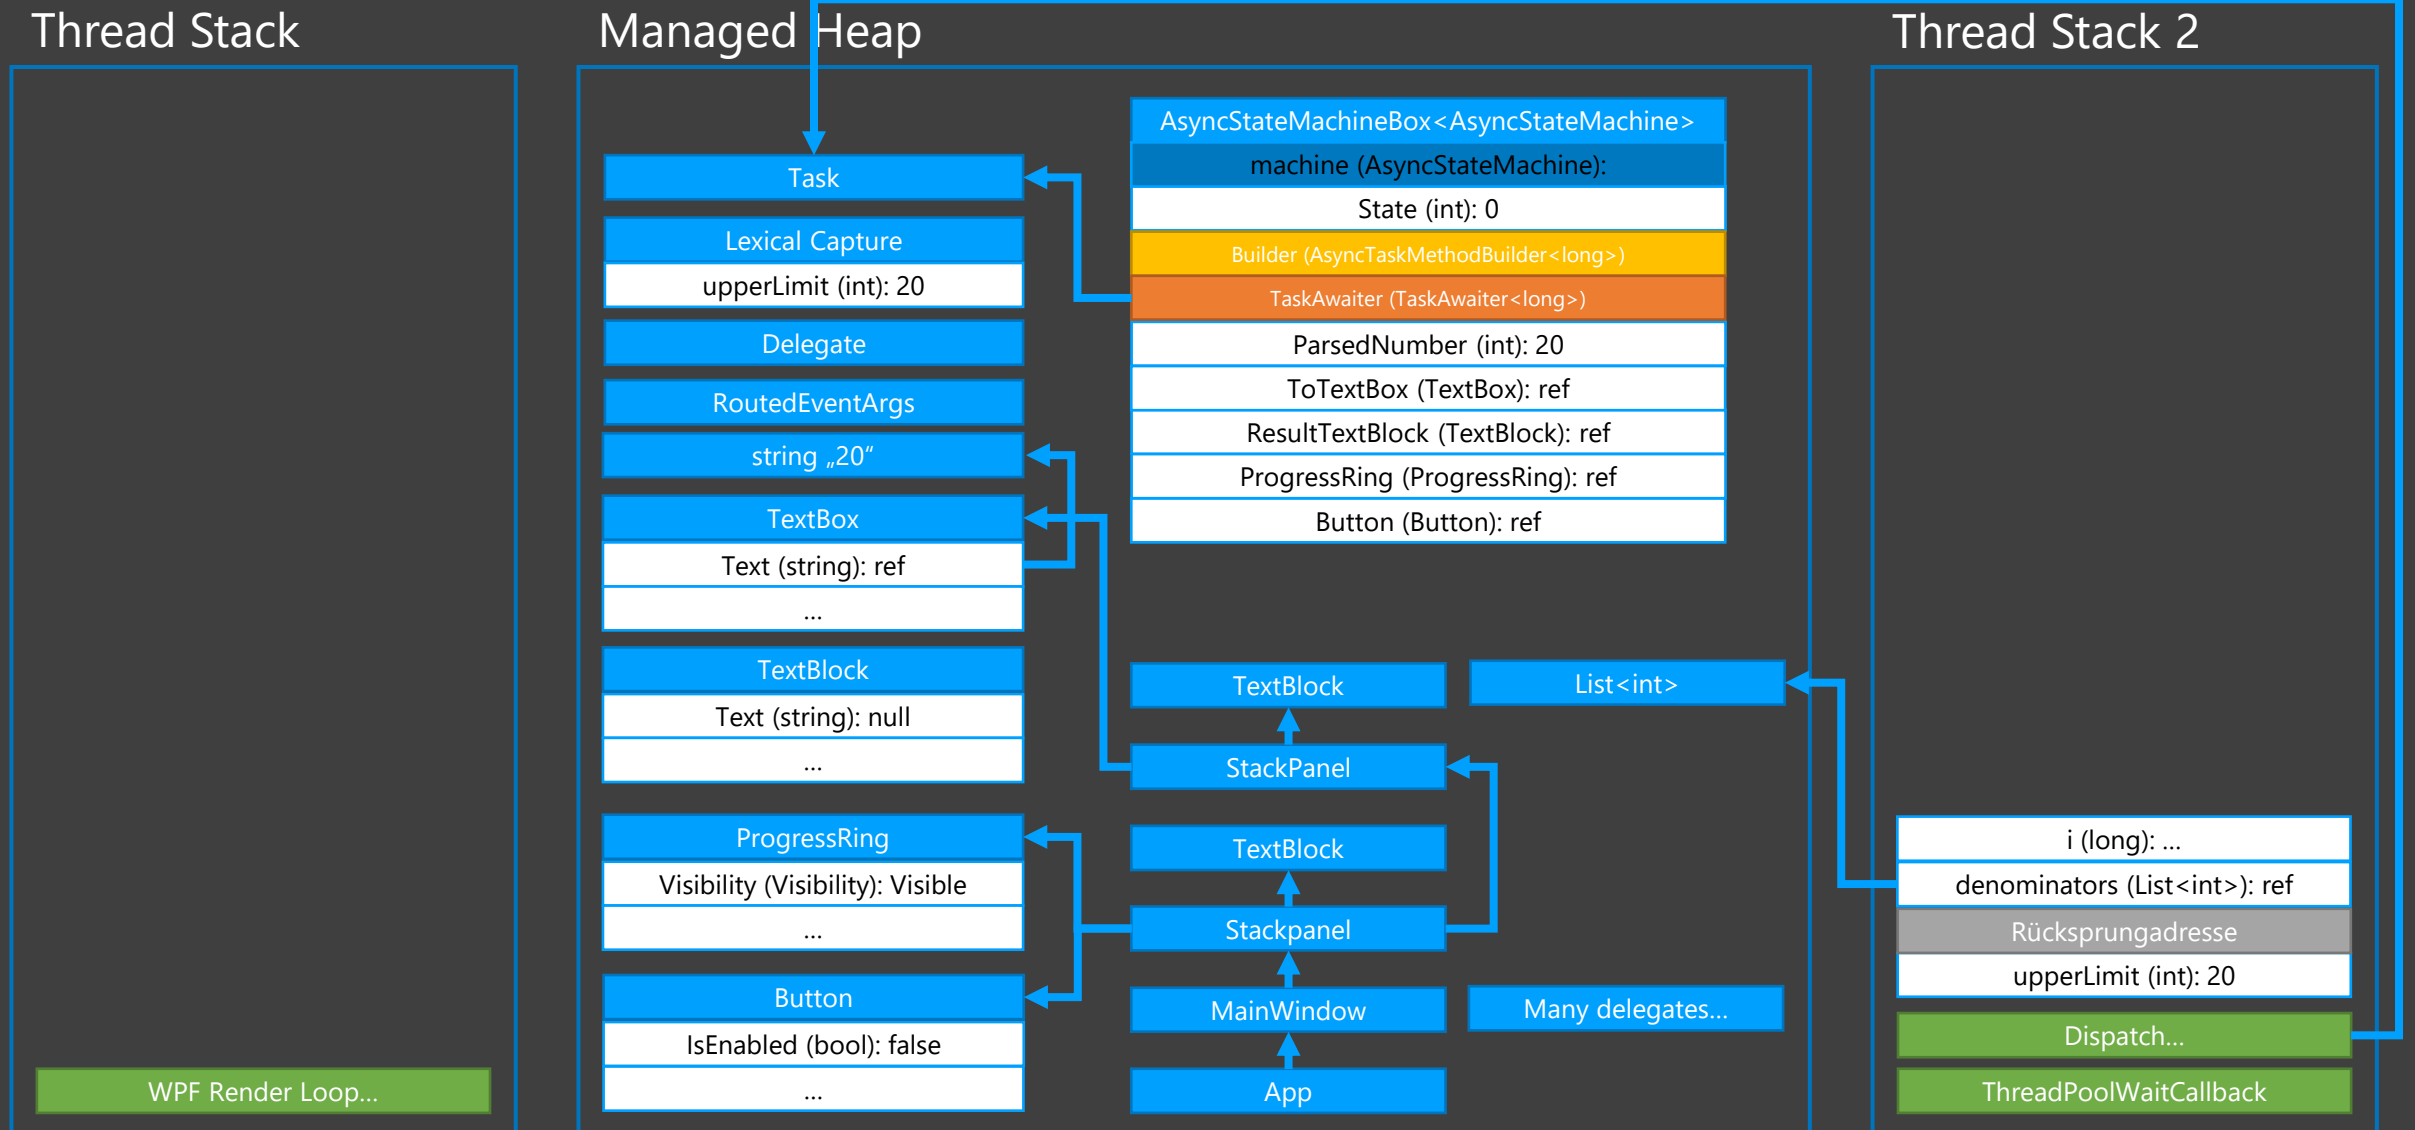 Thread Stack
WPF Render Loop...
Managed Heap
Task
Lexical Capture
upperLimit (int): 20
Delegate
RoutedEventArgs
string „20“
TextBox
Text (string): ref
...
TextBlock
Text (string): null
...
ProgressRing
Visibility (Visibility): Visible
...
Button
IsEnabled (bool): false
...
AsyncStateMachineBox<AsyncStateMachine>
machine (AsyncStateMachine):
State (int): 0
Builder (AsyncTaskMethodBuilder<long>)
TaskAwaiter (TaskAwaiter<long>)
ParsedNumber (int): 20
ToTextBox (TextBox): ref
ResultTextBlock (TextBlock): ref
ProgressRing (ProgressRing): ref
Button (Button): ref
TextBlock
StackPanel
TextBlock
Stackpanel
MainWindow
App
List<int>
Many delegates...
Thread Stack 2
i (long): ...
denominators (List<int>): ref
Rücksprungadresse
upperLimit (int): 20
Dispatch...
ThreadPoolWaitCallback